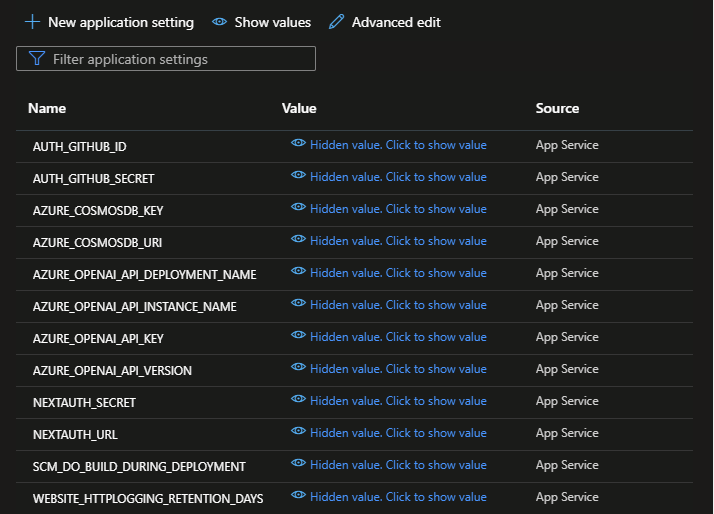 New application setting Show values Advanced edit
Filter application settings
Name Value Source
AUTH_GITHUB_ID Hidden value. Click to show value App Service
AUTH_GITHUB_SECRET Hidden value. Click to show value App Service
AZURE_COSMOSDB_KEY Hidden value. Click to show value App Service
AZURE_COSMOSDB_URI Hidden value. Click to show value App Service
AZURE_OPENAI_API_DEPLOYMENT_NAME Hidden value. Click to show value App Service
AZURE_OPENAI_API_INSTANCE_NAME Hidden value. Click to show value App Service
AZURE_OPENAI_API_KEY Hidden value. Click to show value App Service
AZURE_OPENAI_API_VERSION Hidden value. Click to show value App Service
NEXTAUTH_SECRET Hidden value. Click to show value App Service
NEXTAUTH_URL Hidden value. Click to show value App Service
SCM_DO_BUILD_DURING_DEPLOYMENT Hidden value. Click to show value App Service
WEBSITE_HTTPLOGGING_RETENTION_DAYS Hidden value. Click to show value App Service